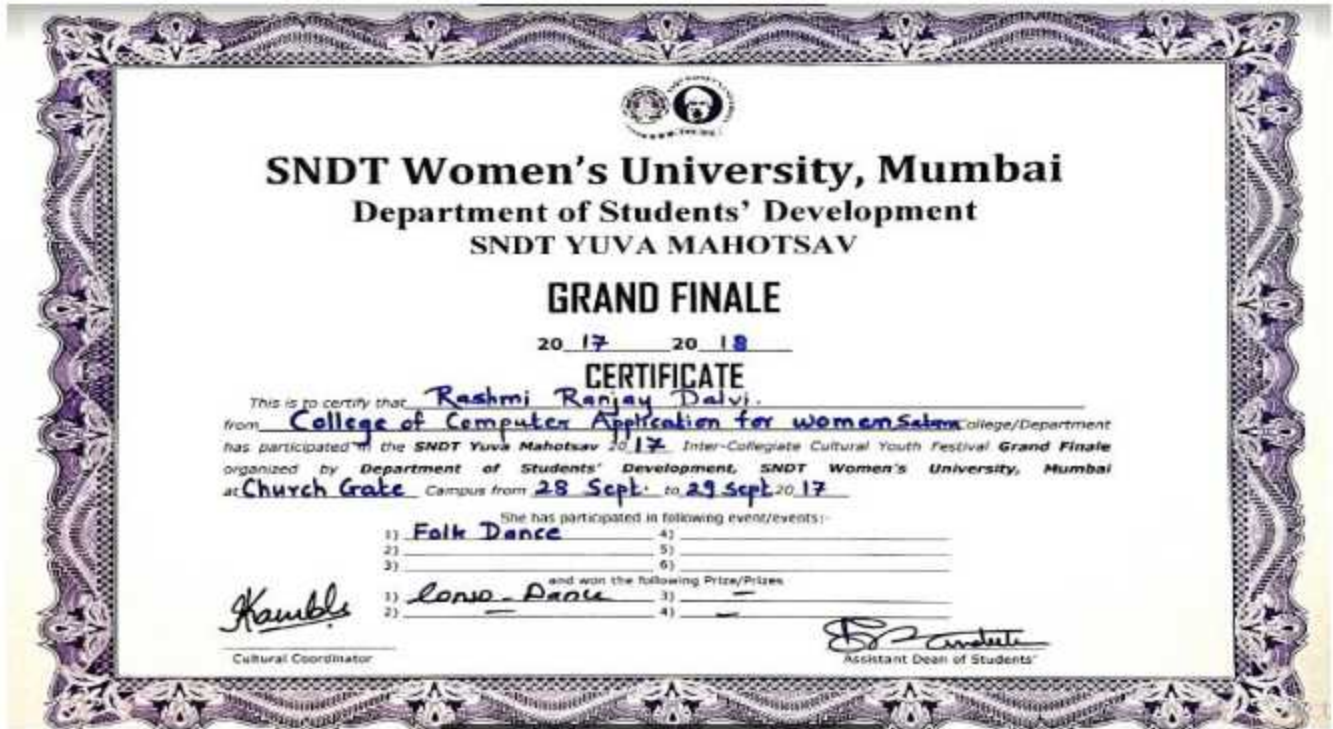 SNDT Women's University, Mumbai
Department of Students' Development
SNDT YUVA MAHOTSAV
GRAND FINALE
20 17 20 18
CERTIFICATE
This is to certify that Rashmi Ranjay Dalvi.
from College of Computer Application for women College/Department
has participated in the SNDT Yuva Mahotsav 2017 Inter-Collegiate Cultural Youth Festival Grand Finale
organized by Department of Students' Development, SNDT Women's University, Mumbai
at Church Gate Campus from 28 Sept. to 29 Sept 2017
She has participated in following event/events:-
1) Folk Dance 4)
2) 5)
3) 6)
and won the following Prize/Prizes
1) Conso - Dance 3) —
2) — 4) —
Kamble
Cultural Coordinator
Assistant Dean of Students'